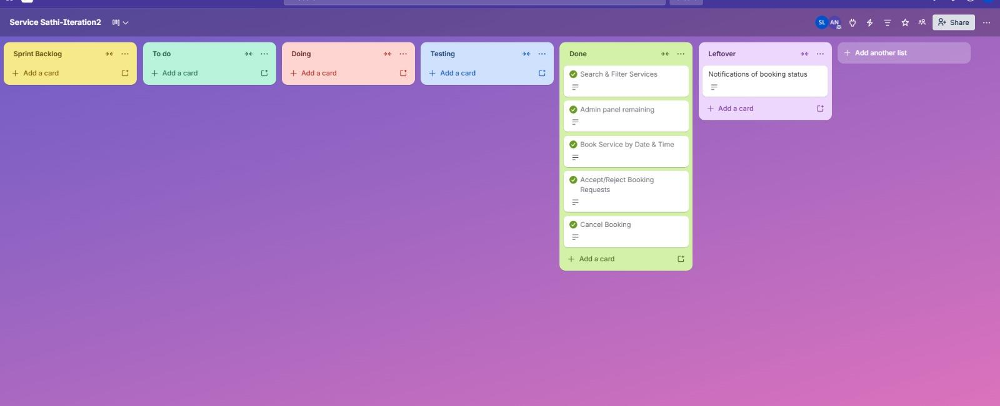 Service Sathi-Iteration2
SL
AN
Share
Sprint Backlog
Add a card
To do
Add a card
Doing
Add a card
Testing
Add a card
Done
Search & Filter Services
Admin panel remaining
Book Service by Date & Time
Accept/Reject Booking
Requests
Cancel Booking
Add a card
Leftover
Notifications of booking status
Add a card
Add another list